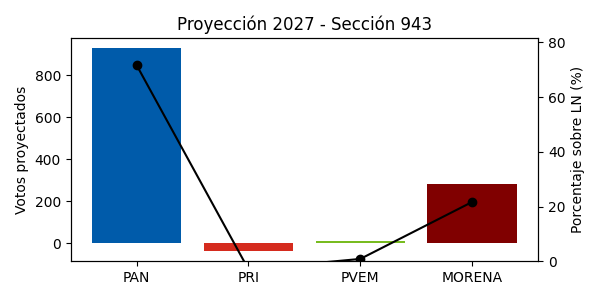 Proyección 2027 - Sección 943
Votos proyectados
800
600
400
200
0
80
60
40
20
0
Porcentaje sobre LN (%)
PAN PRI PVEM MORENA